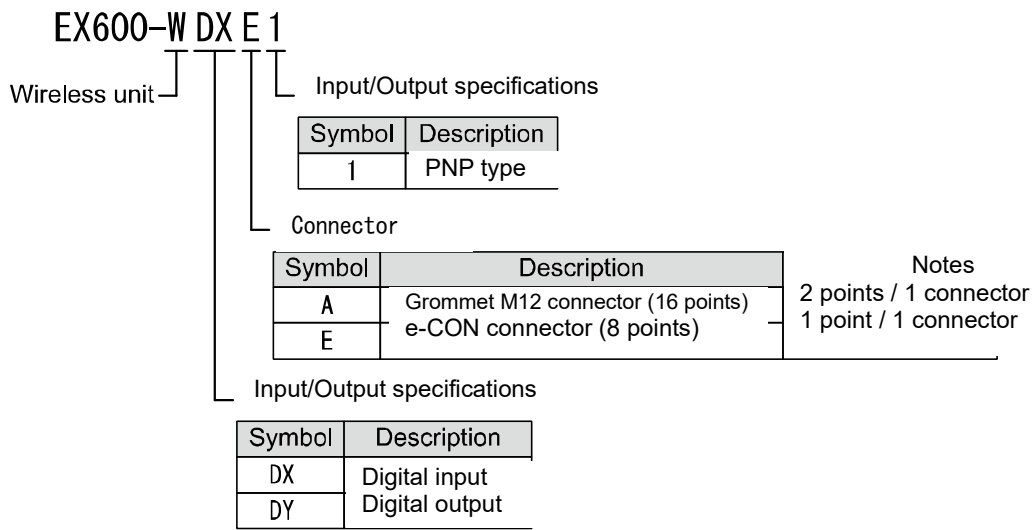 EX600-W DX E 1
Wireless unit
Input/Output specifications
Symbol Description
1 PNP type
Connector
Symbol Description Notes
A Grommet M12 connector (16 points) 2 points / 1 connector
E e-CON connector (8 points) 1 point / 1 connector
Input/Output specifications
Symbol Description
DX Digital input
DY Digital output